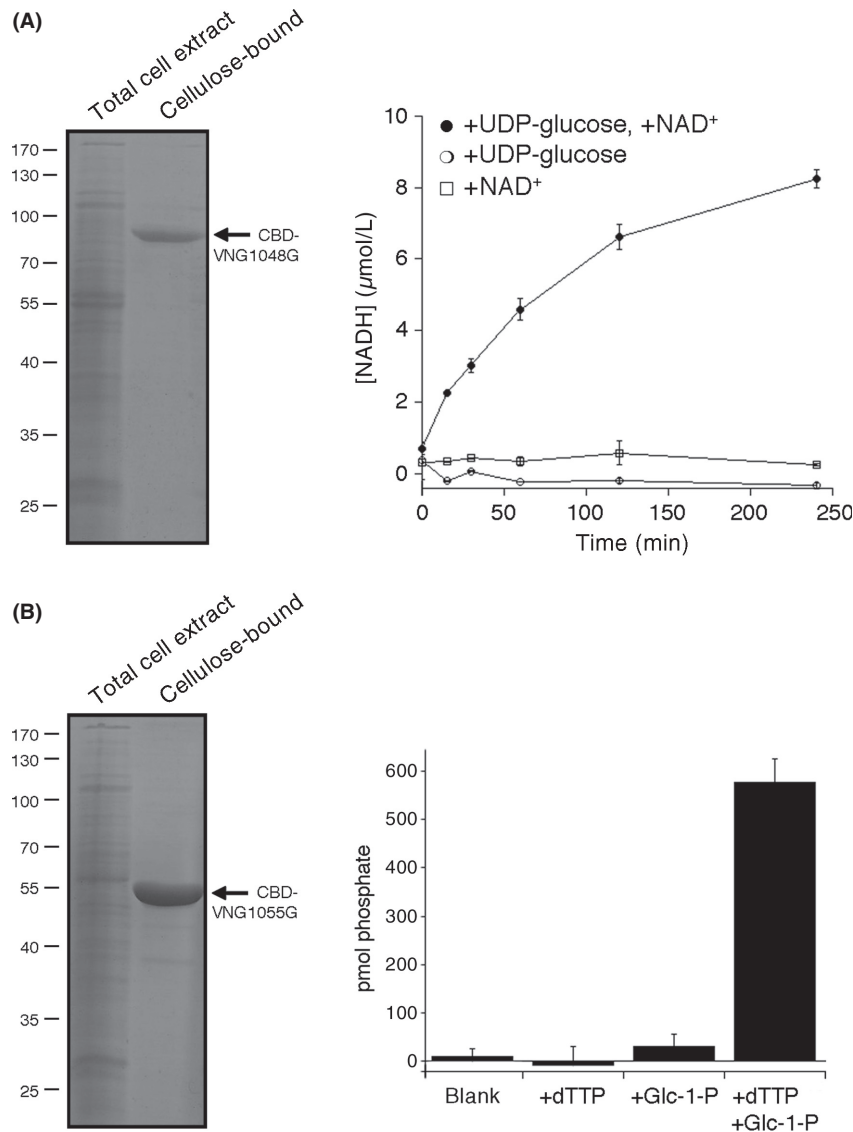 (A)
Total cell extract
Cellulose-bound
170
130
100
70
55
40
35
25
CBD-
VNG1048G
+UDP-glucose, +NAD⁺
+UDP-glucose
+NAD⁺
10
8
6
4
2
0
[NADH] (µmol/L)
0 50 100 150 200 250
Time (min)
(B)
Total cell extract
Cellulose-bound
170
130
100
70
55
40
35
25
CBD-
VNG1055G
600
500
400
300
200
100
0
pmol phosphate
Blank +dTTP +Glc-1-P +dTTP
+Glc-1-P